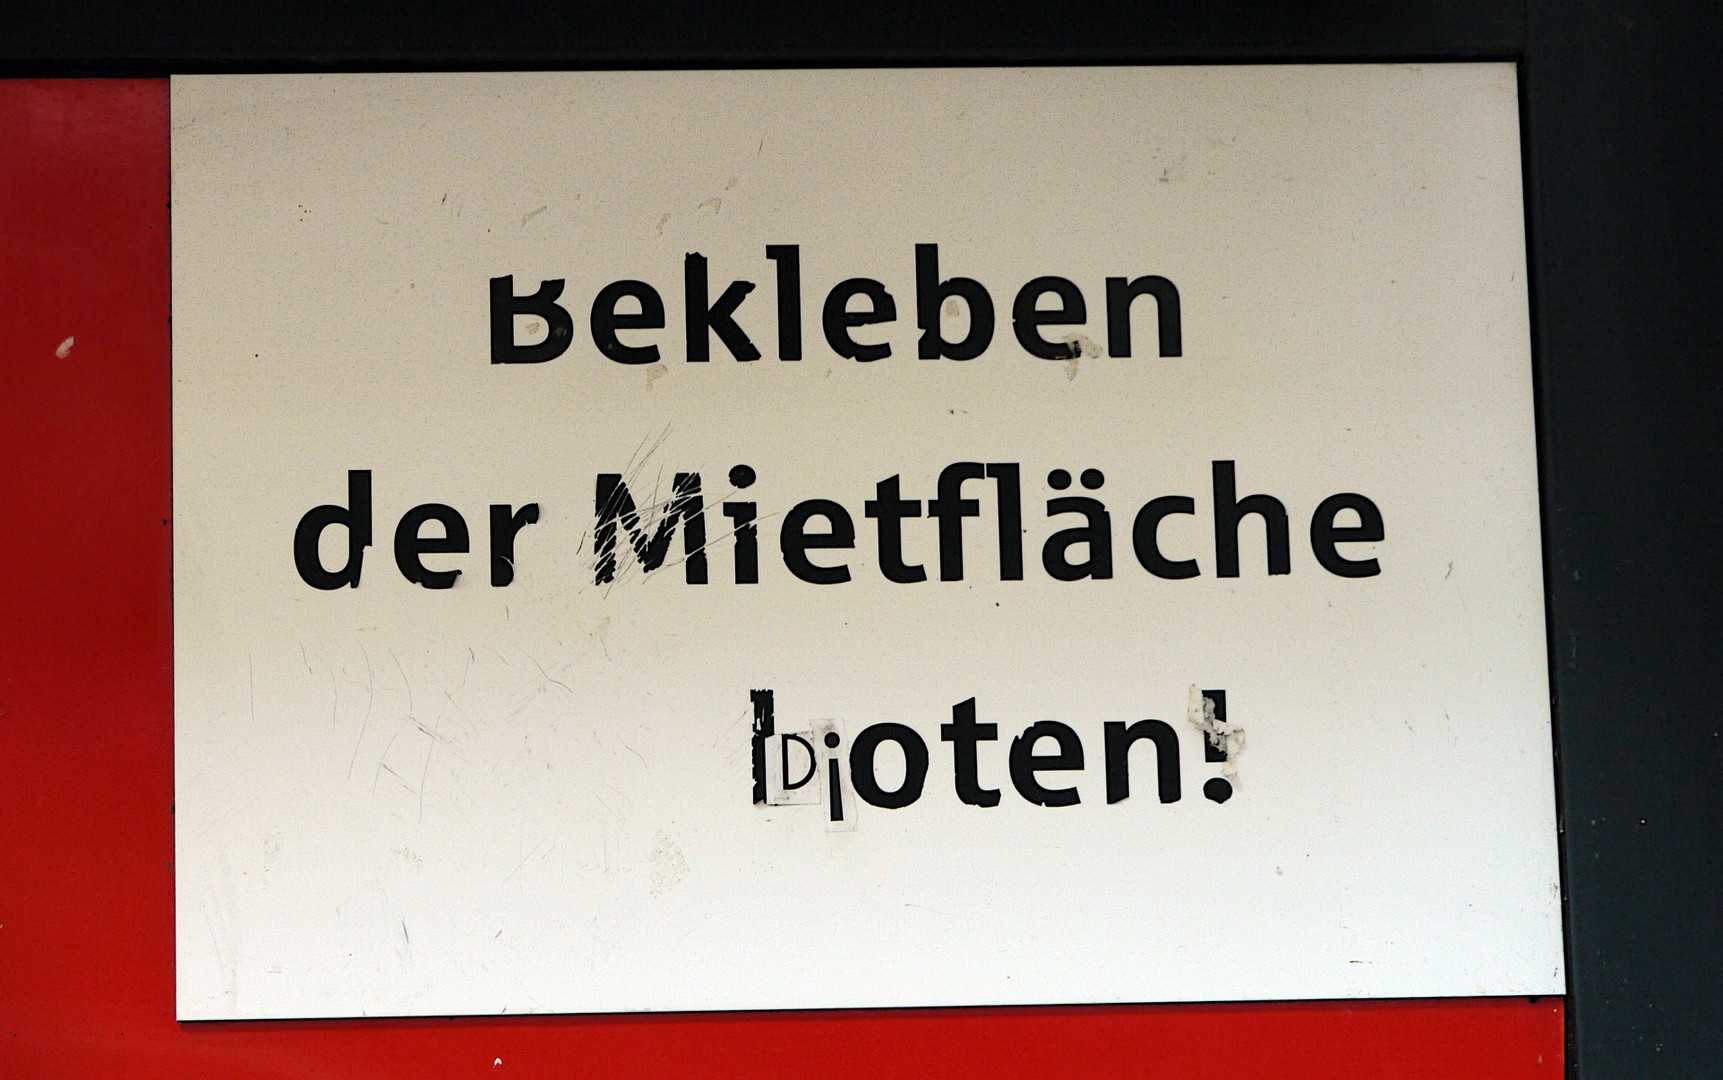 Bekleben
der Mietfläche
IDioten!